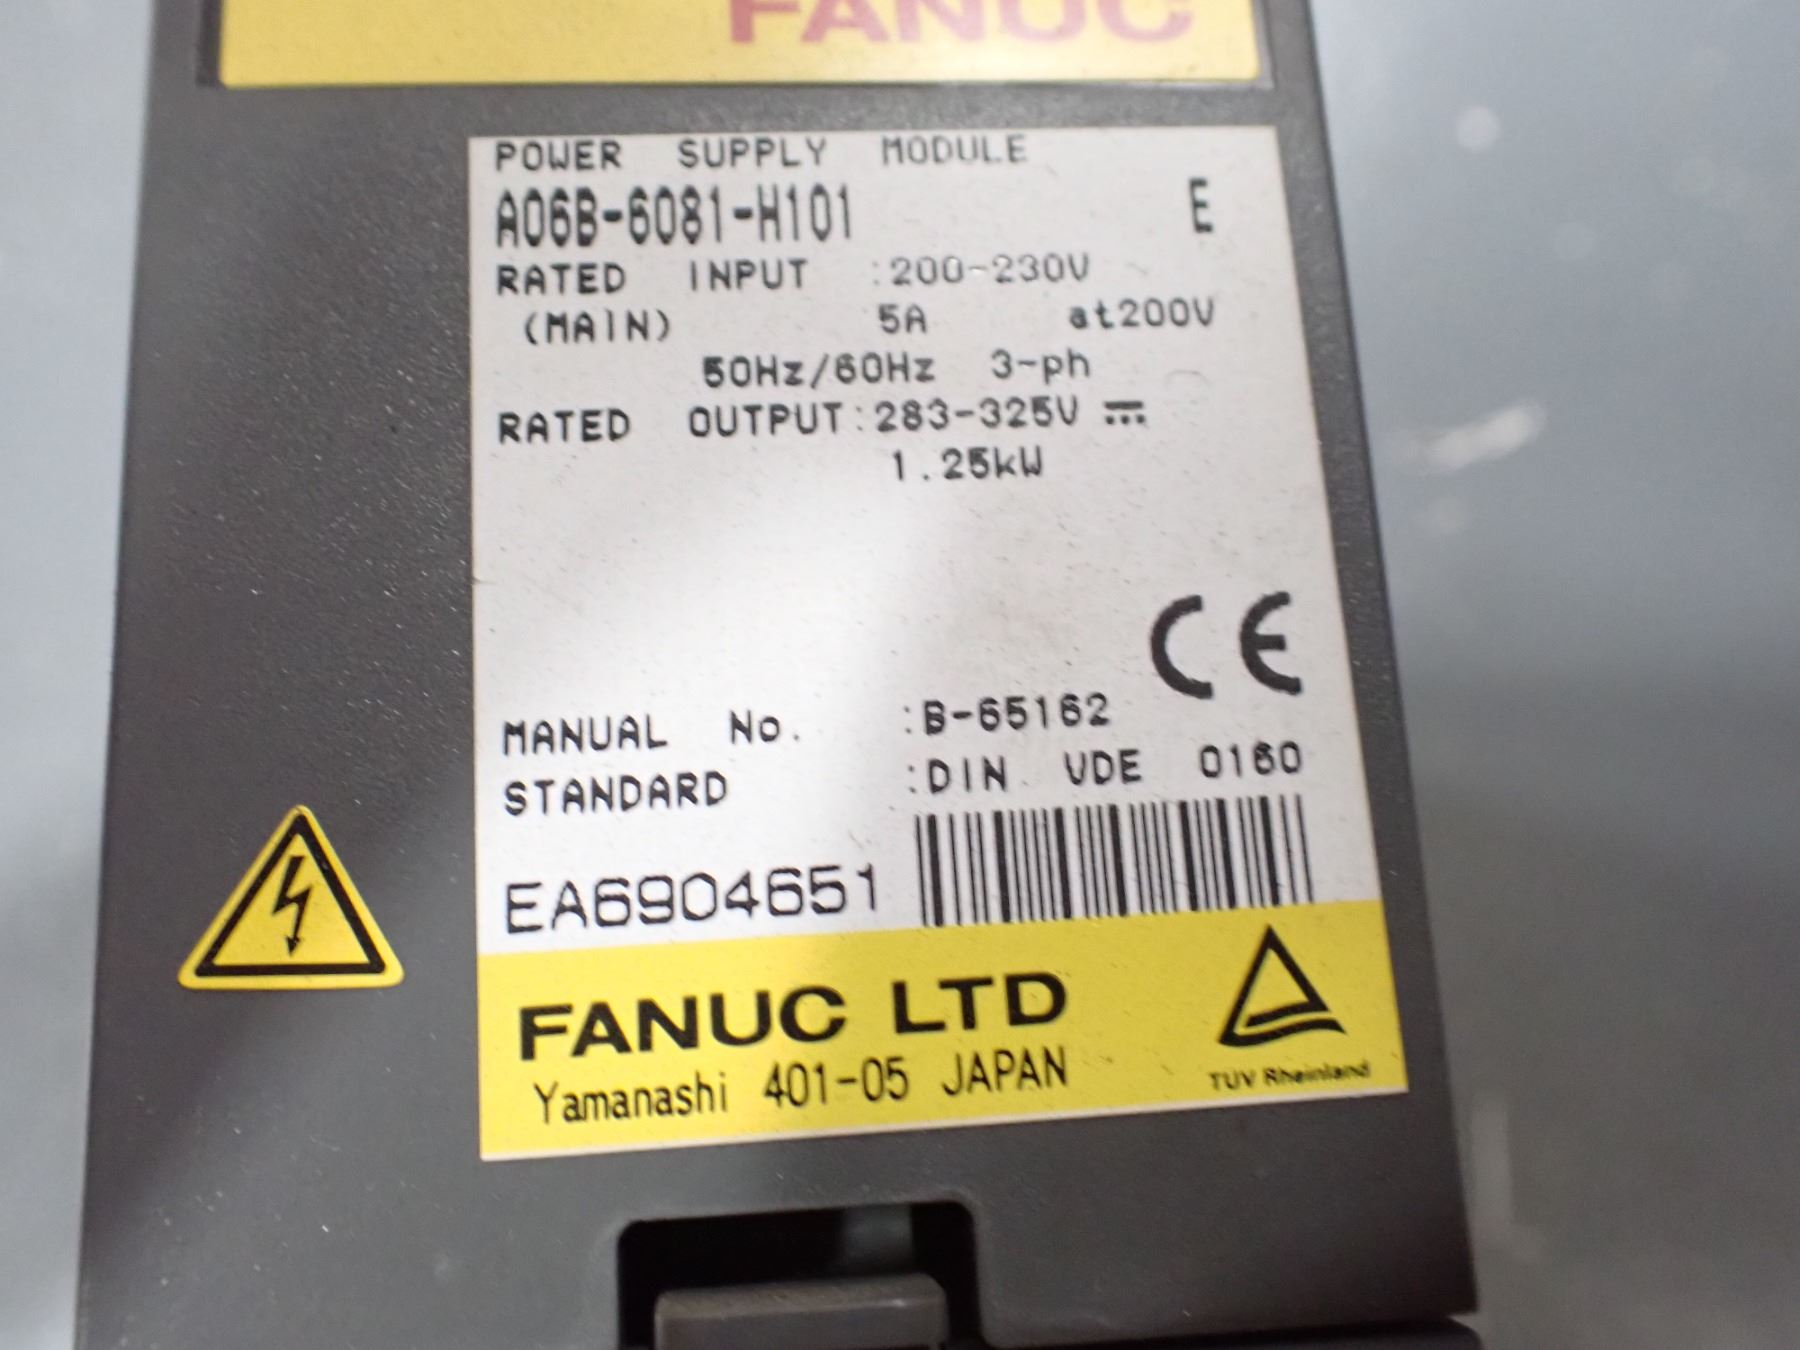 FANUC
POWER SUPPLY MODULE
A06B-6081-H101 E
RATED INPUT :200-230V
(MAIN) 5A at200V
50Hz/60Hz 3-ph
RATED OUTPUT:283-325V ⎓
1.25kW
CE
MANUAL No. :B-65162
STANDARD :DIN VDE 0160
EA6904651
FANUC LTD
Yamanashi 401-05 JAPAN
TUV Rheinland